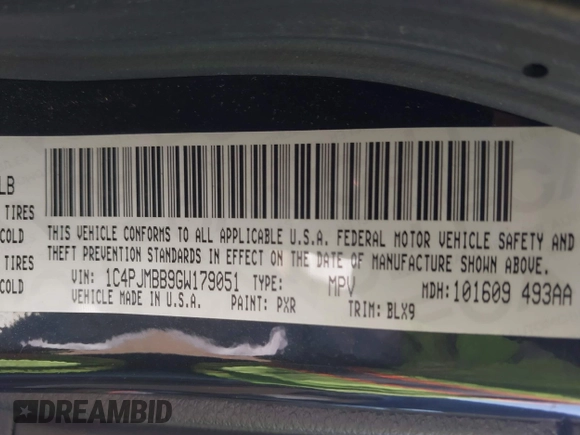 LB
TIRES
COLD
TIRES
COLD
THIS VEHICLE CONFORMS TO ALL APPLICABLE U.S.A. FEDERAL MOTOR VEHICLE SAFETY AND
THEFT PREVENTION STANDARDS IN EFFECT ON THE DATE OF MANUFACTURE SHOWN ABOVE.
VIN: 1C4PJMBB9GW179051 TYPE: MPV MDH: 101609 493AA
VEHICLE MADE IN U.S.A. PAINT: PXR TRIM: BLX9
DREAMBID